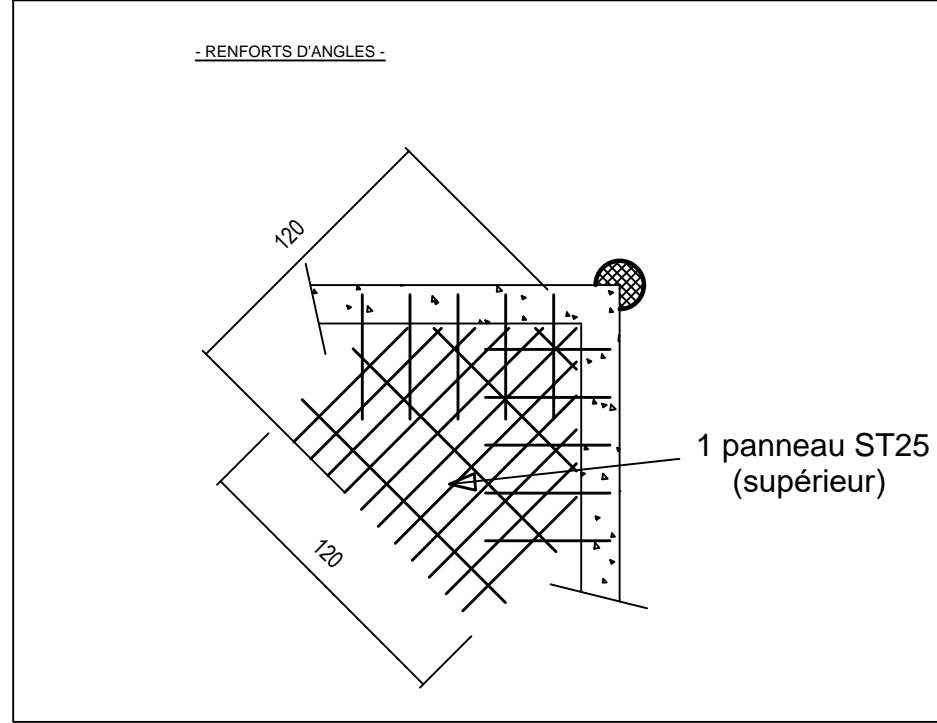 - RENFORTS D'ANGLES -
120
1 panneau ST25
(supérieur)
120